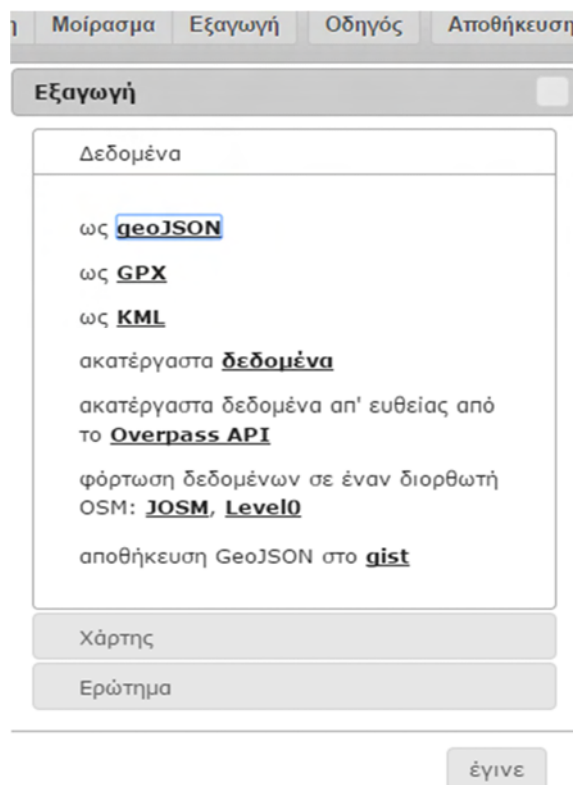 Μοίρασμα Εξαγωγή Οδηγός Αποθήκευση
Εξαγωγή
Δεδομένα
ως geoJSON
ως GPX
ως KML
ακατέργαστα δεδομένα
ακατέργαστα δεδομένα απ' ευθείας από
το Overpass API
φόρτωση δεδομένων σε έναν διορθωτή
OSM: JOSM, Level0
αποθήκευση GeoJSON στο gist
Χάρτης
Ερώτημα
έγινε